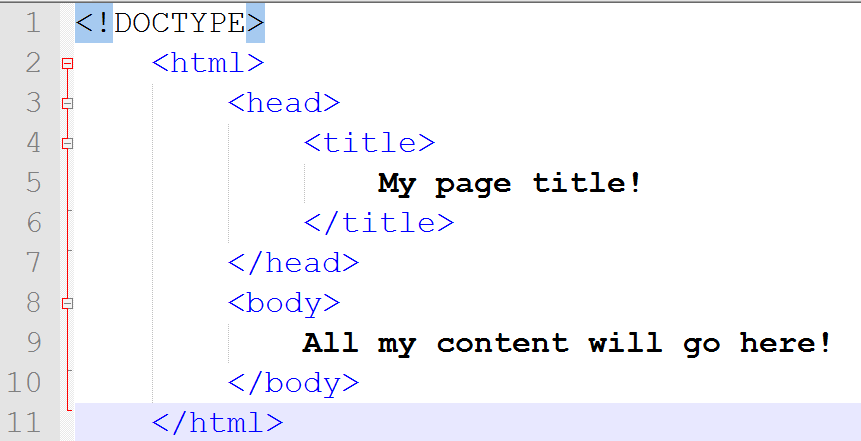 1 <!DOCTYPE>
2 <html>
3 <head>
4 <title>
5 My page title!
6 </title>
7 </head>
8 <body>
9 All my content will go here!
10 </body>
11 </html>